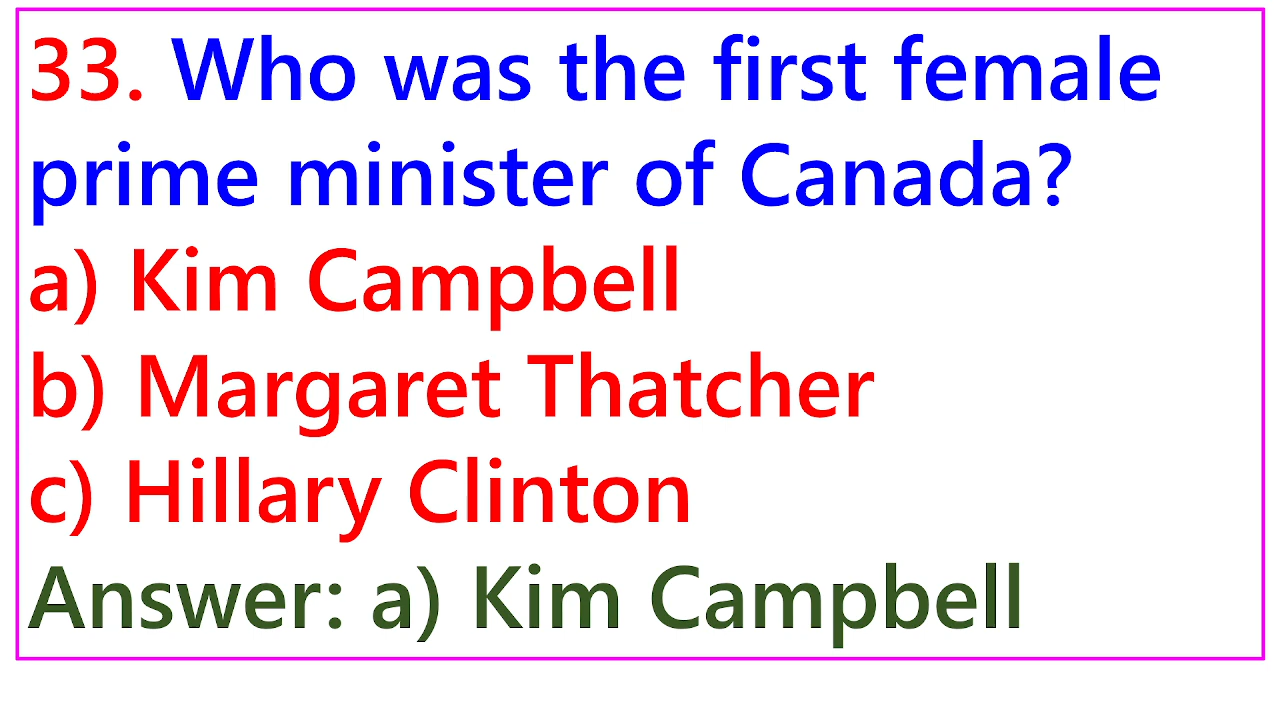 33. Who was the first female
prime minister of Canada?
a) Kim Campbell
b) Margaret Thatcher
c) Hillary Clinton
Answer: a) Kim Campbell